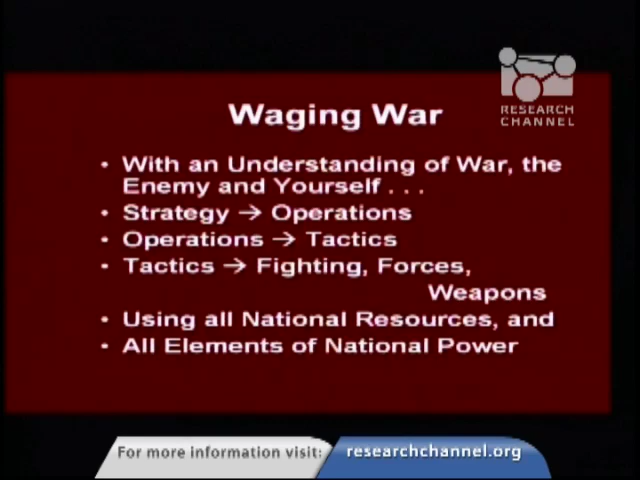 RESEARCH
CHANNEL
Waging War
• With an Understanding of War, the
Enemy and Yourself . . .
• Strategy → Operations
• Operations → Tactics
• Tactics → Fighting, Forces,
Weapons
• Using all National Resources, and
• All Elements of National Power
For more information visit: researchchannel.org